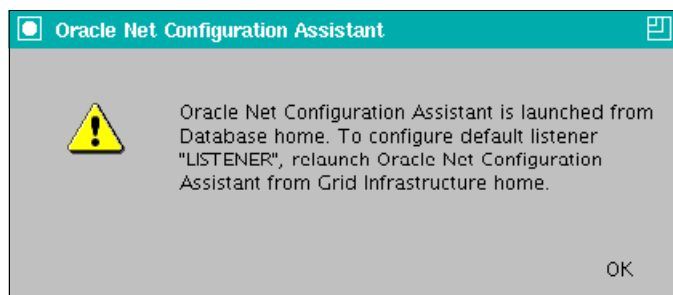 Oracle Net Configuration Assistant
Oracle Net Configuration Assistant is launched from
Database home. To configure default listener
"LISTENER", relaunch Oracle Net Configuration
Assistant from Grid Infrastructure home.
OK